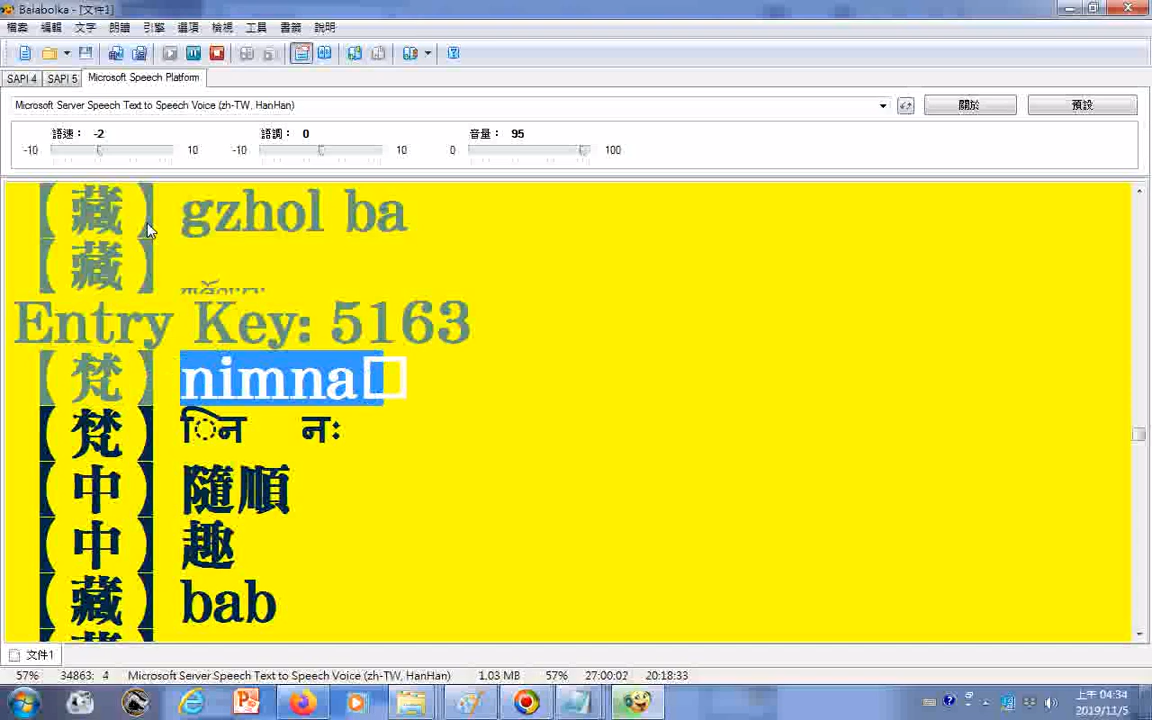 Balabolka - [文件1]
檔案 編輯 文字 朗讀 引擎 選項 檢視 工具 書籤 說明
SAPI 4 SAPI 5 Microsoft Speech Platform
Microsoft Server Speech Text to Speech Voice (zh-TW, HanHan) 關於 預設
語速： -2 語調： 0 音量： 95
-10 10 -10 10 0 100
【藏】 gzhol ba
【藏】
Entry Key: 5163
【梵】 nimna□
【梵】 िन नः
【中】 隨順
【中】 趣
【藏】 bab
文件1
57% 34863: 4 Microsoft Server Speech Text to Speech Voice (zh-TW, HanHan) 1.03 MB 57% 27:00:02 20:18:33
上午 04:34
2019/11/5